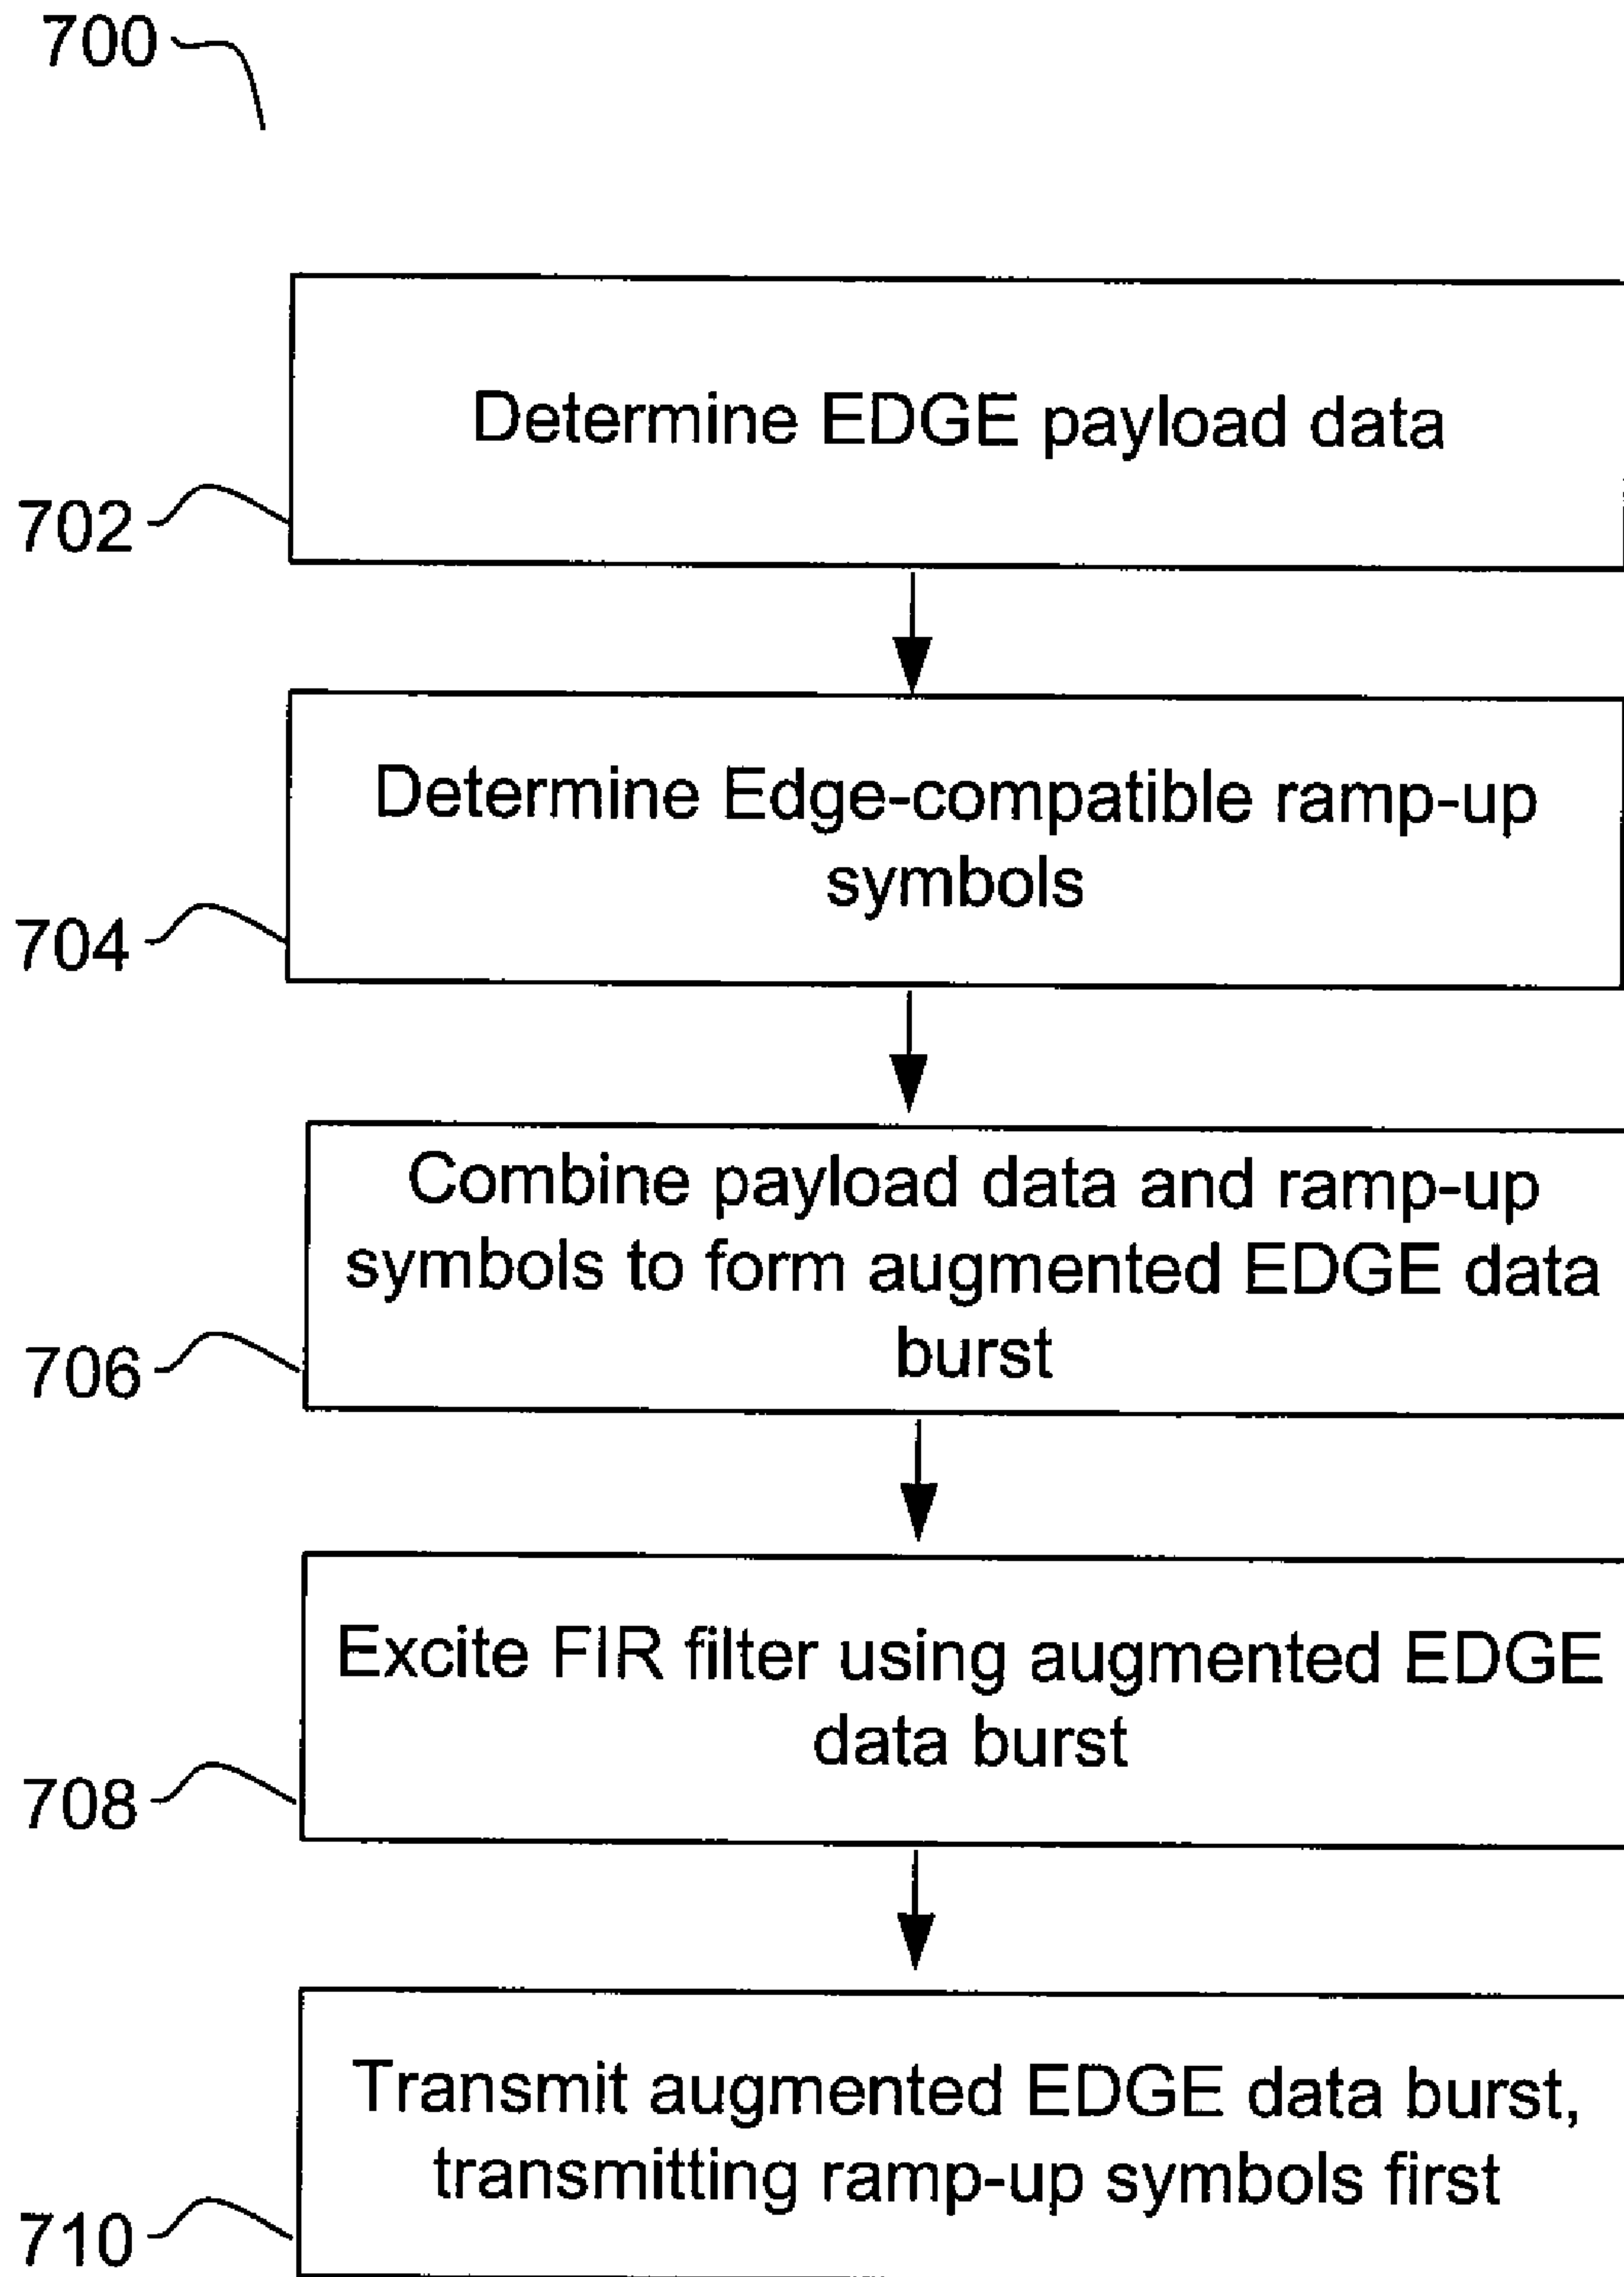 700
Determine EDGE payload data
702
Determine Edge-compatible ramp-up
symbols
704
Combine payload data and ramp-up
symbols to form augmented EDGE data
burst
706
Excite FIR filter using augmented EDGE
data burst
708
Transmit augmented EDGE data burst,
transmitting ramp-up symbols first
710